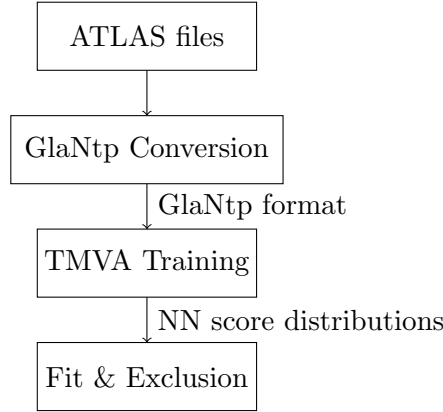 ATLAS files
GlaNtp Conversion
GlaNtp format
TMVA Training
NN score distributions
Fit & Exclusion